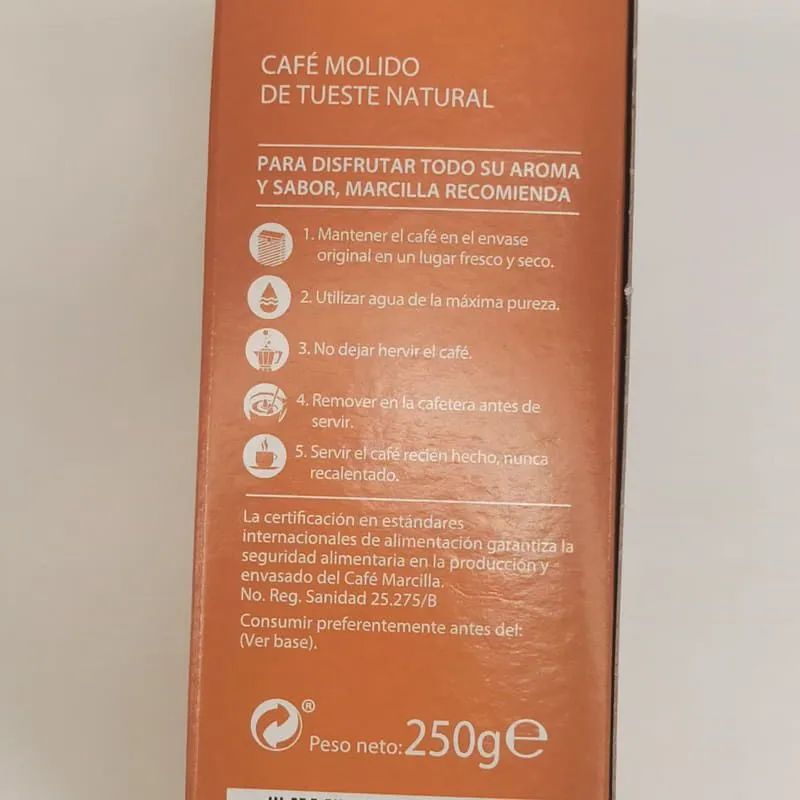 CAFÉ MOLIDO
DE TUESTE NATURAL
PARA DISFRUTAR TODO SU AROMA
Y SABOR, MARCILLA RECOMIENDA
1. Mantener el café en el envase
original en un lugar fresco y seco.
2. Utilizar agua de la máxima pureza.
3. No dejar hervir el café.
4. Remover en la cafetera antes de
servir.
5. Servir el café recién hecho, nunca
recalentado.
La certificación en estándares
internacionales de alimentación garantiza la
seguridad alimentaria en la producción y
envasado del Café Marcilla.
No. Reg. Sanidad 25.275/B
Consumir preferentemente antes del:
(Ver base).
®
Peso neto: 250g e